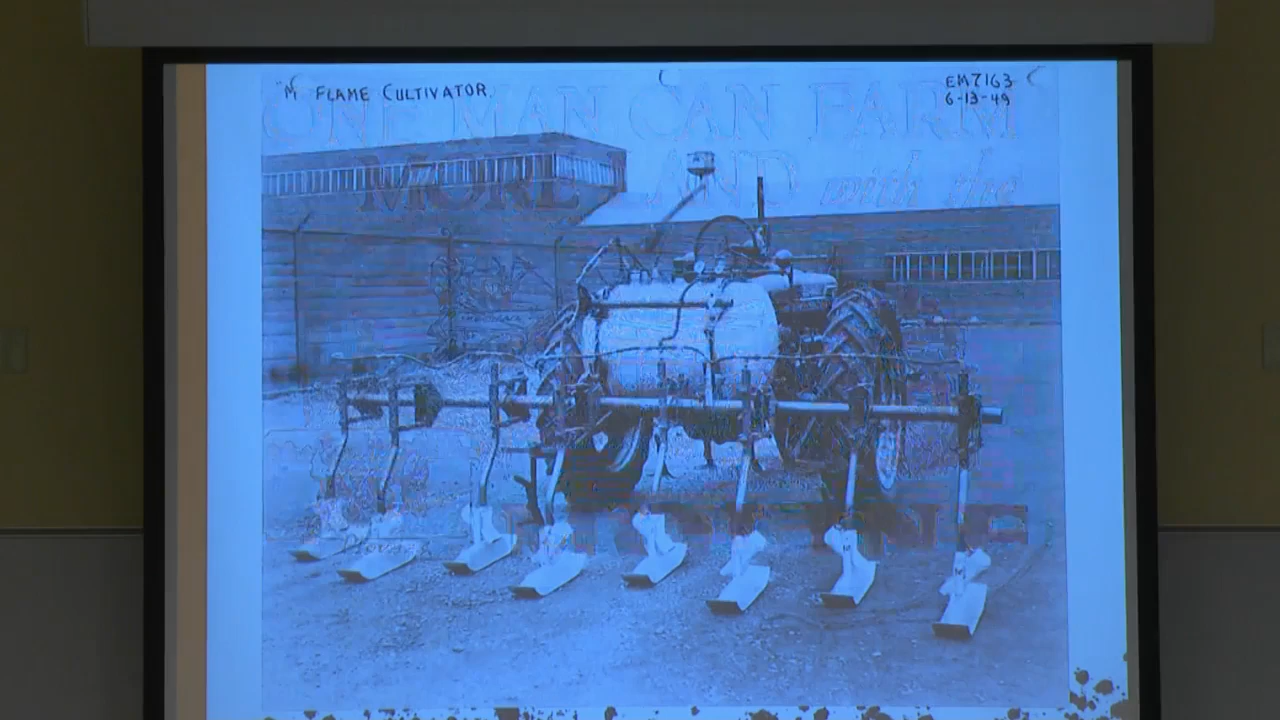 "M" FLAME CULTIVATOR
EM7163
6-13-49
ONE MAN CAN FARM
MORE LAND with the